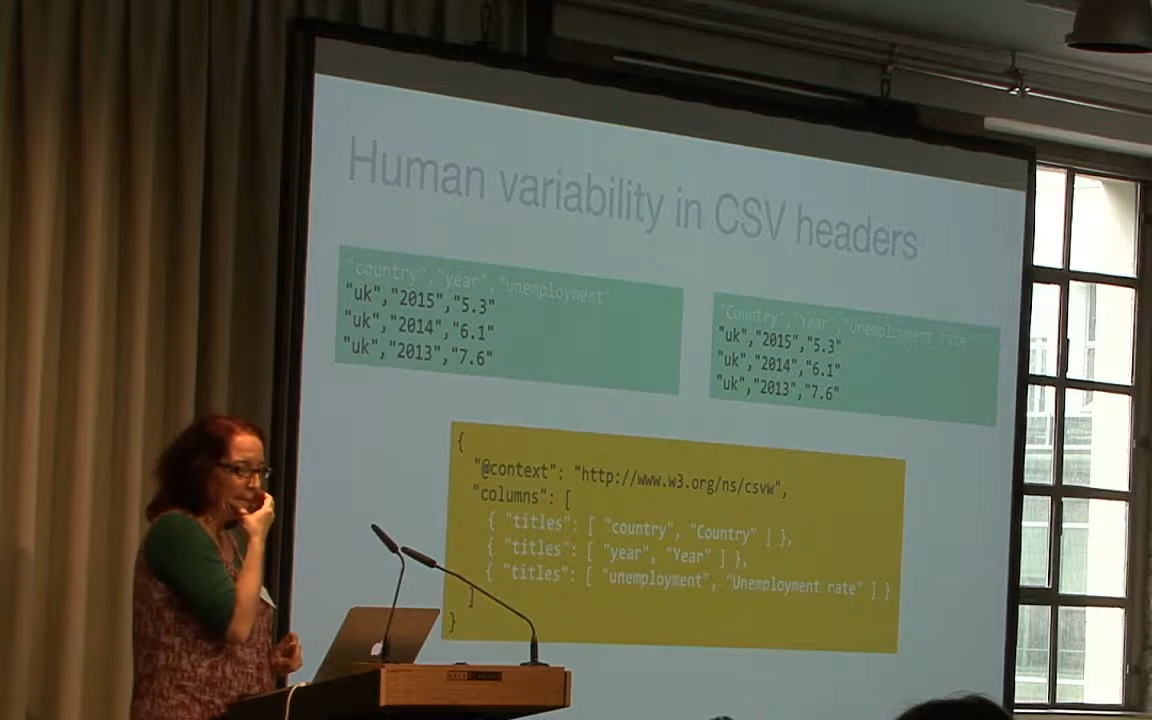 Human variability in CSV headers
"country","year","unemployment"
"uk","2015","5.3"
"uk","2014","6.1"
"uk","2013","7.6"
"Country","Year","Unemployment rate"
"uk","2015","5.3"
"uk","2014","6.1"
"uk","2013","7.6"
{
"@context": "http://www.w3.org/ns/csvw",
"columns": [
{ "titles": [ "country", "Country" ] },
{ "titles": [ "year", "Year" ] },
{ "titles": [ "unemployment", "Unemployment rate" ] }
]
}